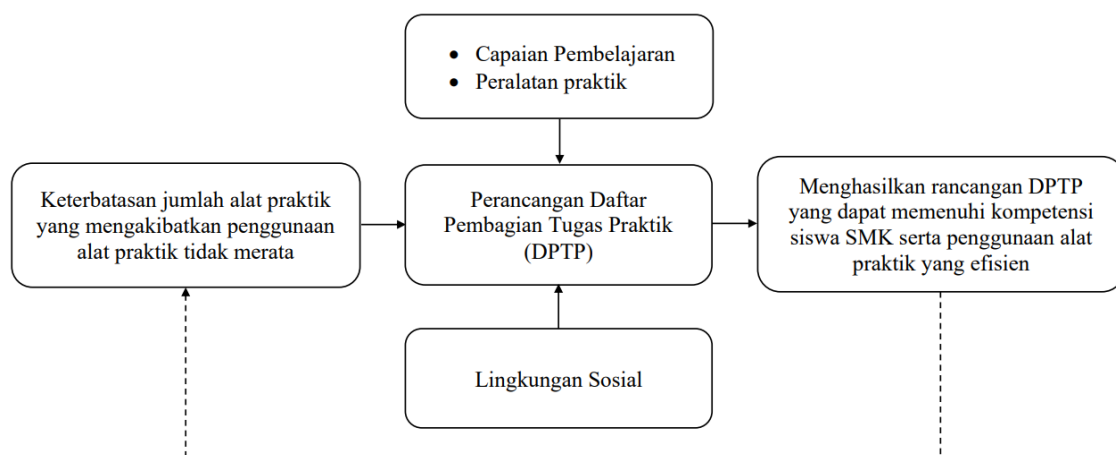 • Capaian Pembelajaran
• Peralatan praktik
Keterbatasan jumlah alat praktik
yang mengakibatkan penggunaan
alat praktik tidak merata
Perancangan Daftar
Pembagian Tugas Praktik
(DPTP)
Menghasilkan rancangan DPTP
yang dapat memenuhi kompetensi
siswa SMK serta penggunaan alat
praktik yang efisien
Lingkungan Sosial